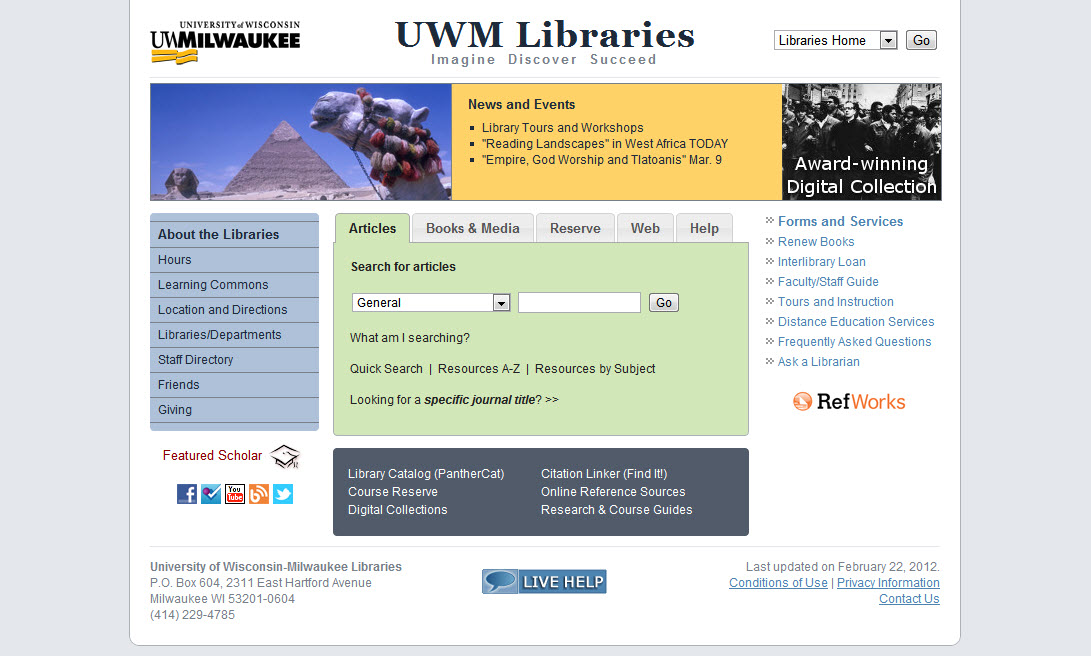 UNIVERSITY of WISCONSIN
UWMILWAUKEE
UWM Libraries
Imagine Discover Succeed
Libraries Home
Go
News and Events
Library Tours and Workshops
"Reading Landscapes" in West Africa TODAY
"Empire, God Worship and Tlatoanis" Mar. 9
Award-winning
Digital Collection
About the Libraries
Hours
Learning Commons
Location and Directions
Libraries/Departments
Staff Directory
Friends
Giving
Featured Scholar
You
Tube
Articles
Books & Media
Reserve
Web
Help
Search for articles
General
Go
What am I searching?
Quick Search | Resources A-Z | Resources by Subject
Looking for a specific journal title? >>
Library Catalog (PantherCat)
Course Reserve
Digital Collections
Citation Linker (Find It!)
Online Reference Sources
Research & Course Guides
Forms and Services
Renew Books
Interlibrary Loan
Faculty/Staff Guide
Tours and Instruction
Distance Education Services
Frequently Asked Questions
Ask a Librarian
RefWorks
University of Wisconsin-Milwaukee Libraries
P.O. Box 604, 2311 East Hartford Avenue
Milwaukee WI 53201-0604
(414) 229-4785
LIVE HELP
Last updated on February 22, 2012.
Conditions of Use | Privacy Information
Contact Us